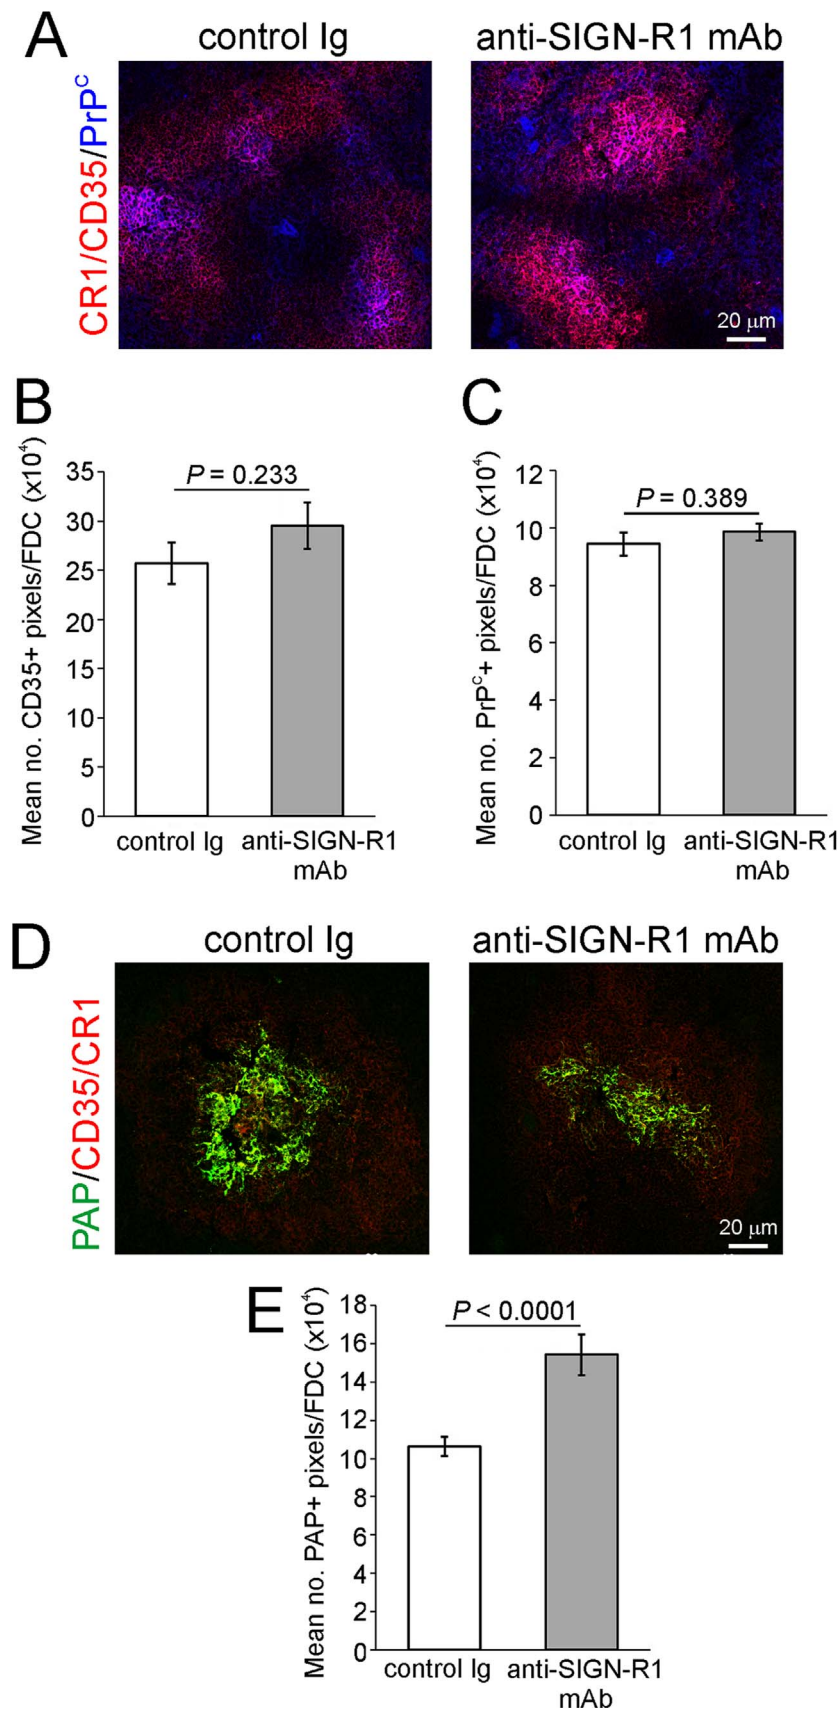 A
control Ig
anti-SIGN-R1 mAb
CR1/CD35/PrP^C
20 µm
B
Mean no. CD35+ pixels/FDC (x10⁴)
35
30
25
20
15
10
5
0
P = 0.233
control Ig
anti-SIGN-R1
mAb
C
Mean no. PrP^C+ pixels/FDC (x10⁴)
12
10
8
6
4
2
0
P = 0.389
control Ig
anti-SIGN-R1
mAb
D
control Ig
anti-SIGN-R1 mAb
PAP/CD35/CR1
20 µm
E
Mean no. PAP+ pixels/FDC (x10⁴)
18
16
14
12
10
8
6
4
2
0
P < 0.0001
control Ig
anti-SIGN-R1
mAb